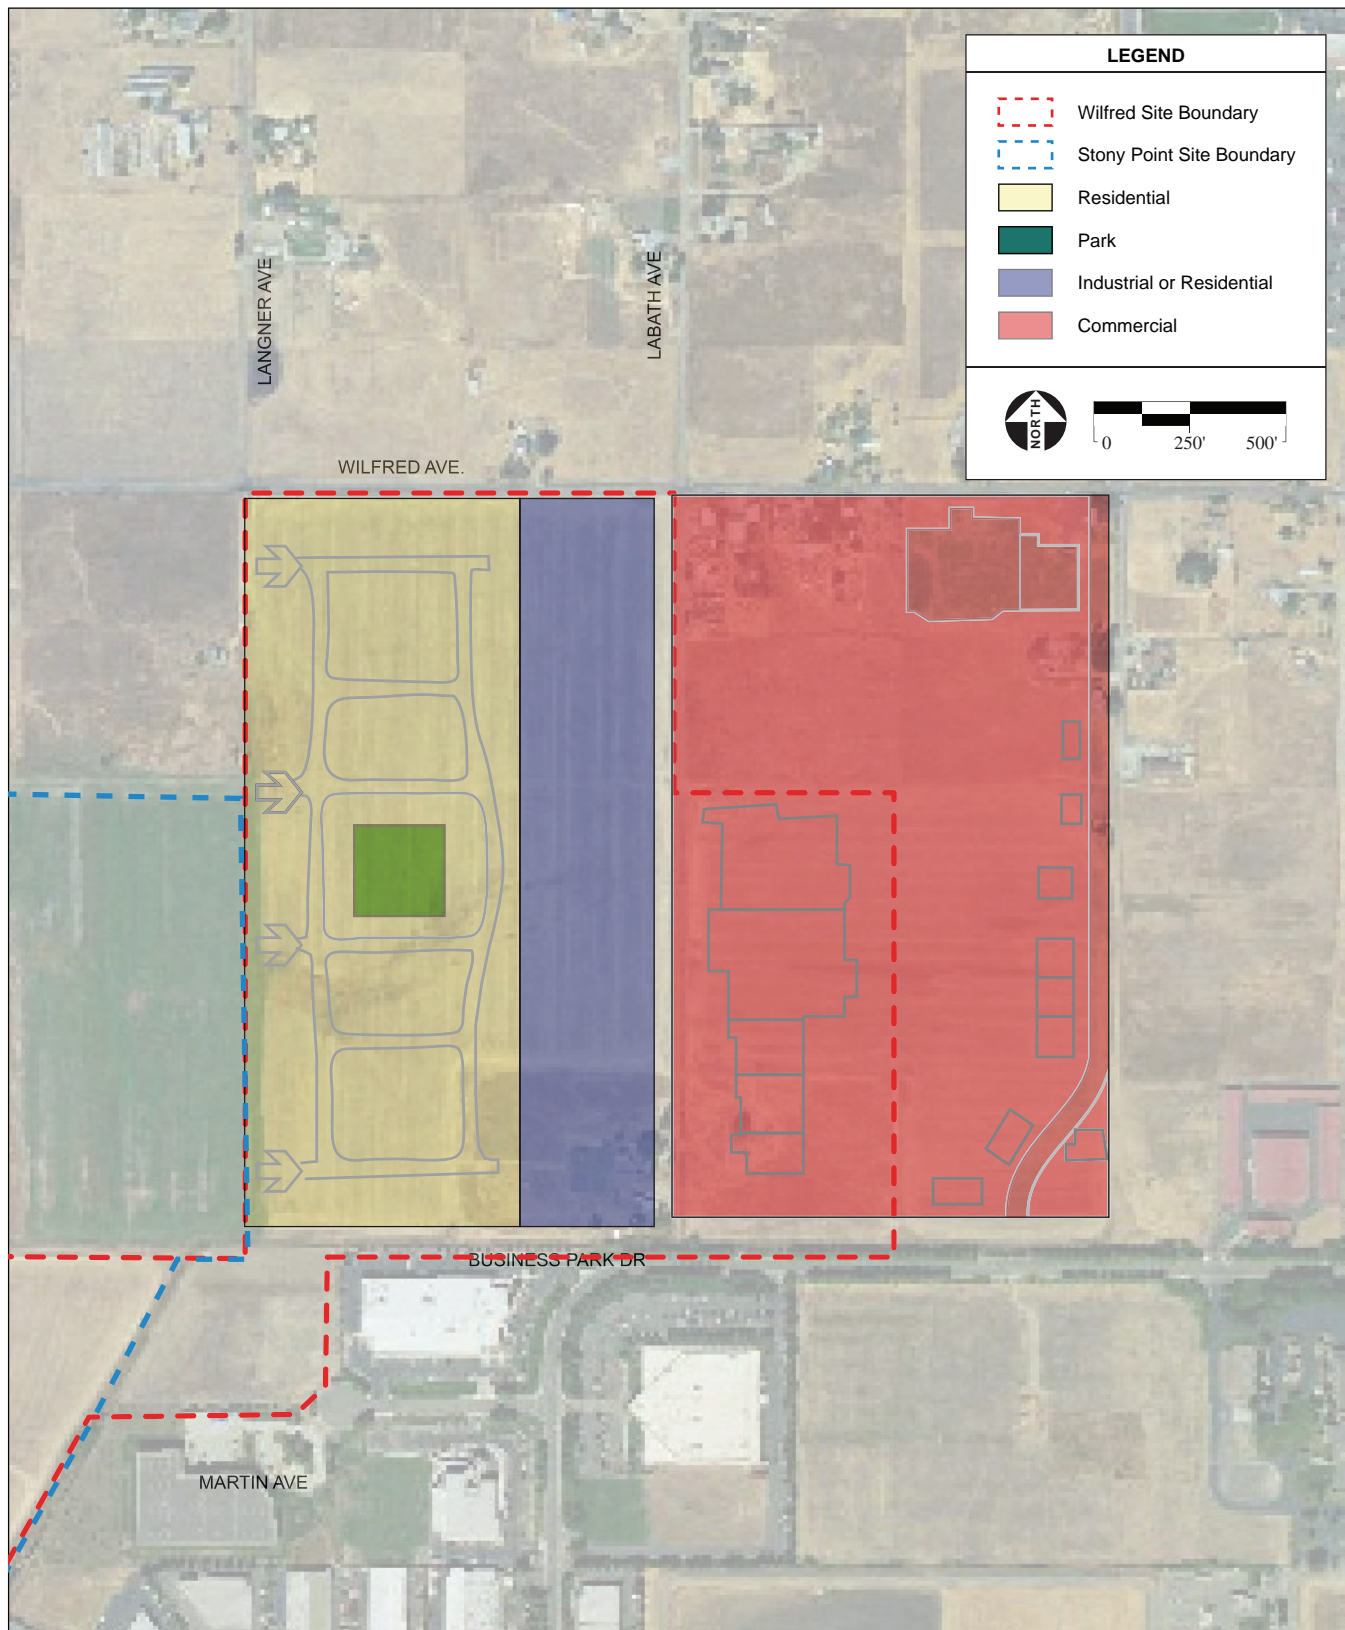 LEGEND
Wilfred Site Boundary
Stony Point Site Boundary
Residential
Park
Industrial or Residential
Commercial
NORTH
0 250' 500'
LANGNER AVE
LABATH AVE
WILFRED AVE.
BUSINESS PARK DR
MARTIN AVE